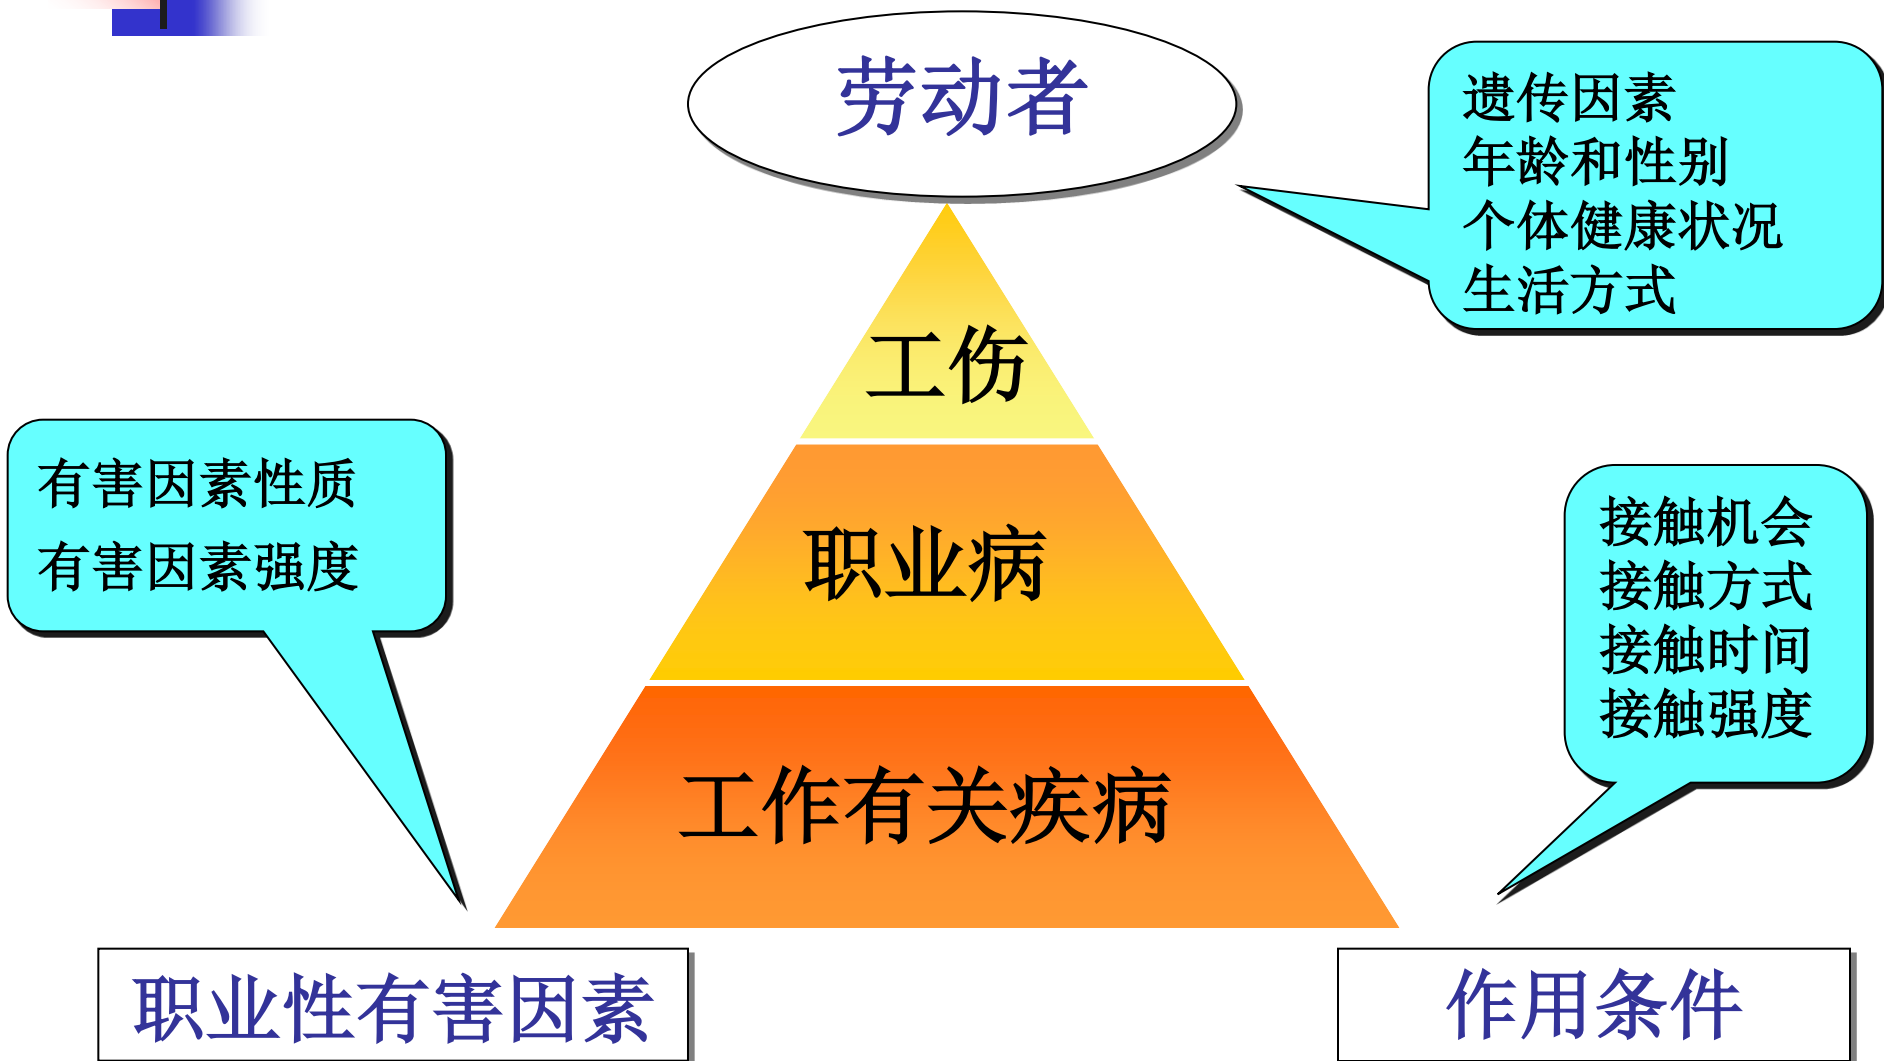 劳动者
遗传因素
年龄和性别
个体健康状况
生活方式
工伤
有害因素性质
有害因素强度
职业病
接触机会
接触方式
接触时间
接触强度
工作有关疾病
职业性有害因素
作用条件